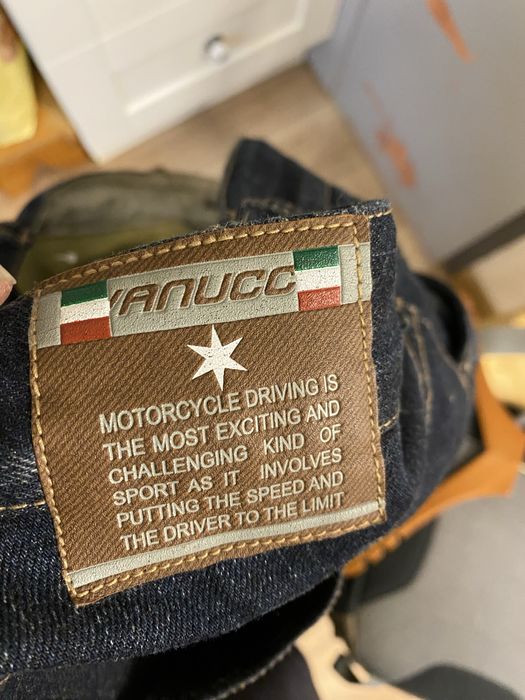 VANUCC
MOTORCYCLE DRIVING IS
THE MOST EXCITING AND
CHALLENGING KIND OF
SPORT AS IT INVOLVES
PUTTING THE SPEED AND
THE DRIVER TO THE LIMIT